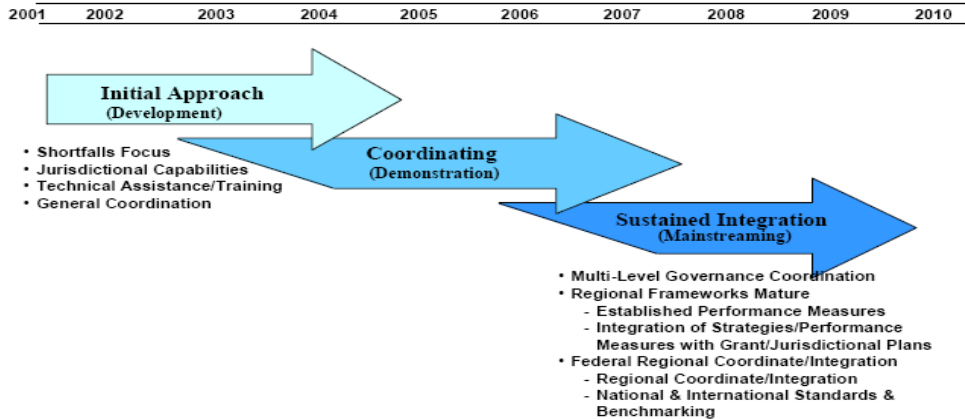 2001 2002 2003 2004 2005 2006 2007 2008 2009 2010
Initial Approach
(Development)
• Shortfalls Focus
• Jurisdictional Capabilities
• Technical Assistance/Training
• General Coordination
Coordinating
(Demonstration)
Sustained Integration
(Mainstreaming)
• Multi-Level Governance Coordination
• Regional Frameworks Mature
- Established Performance Measures
- Integration of Strategies/Performance
Measures with Grant/Jurisdictional Plans
• Federal Regional Coordinate/Integration
- Regional Coordinate/Integration
- National & International Standards &
Benchmarking